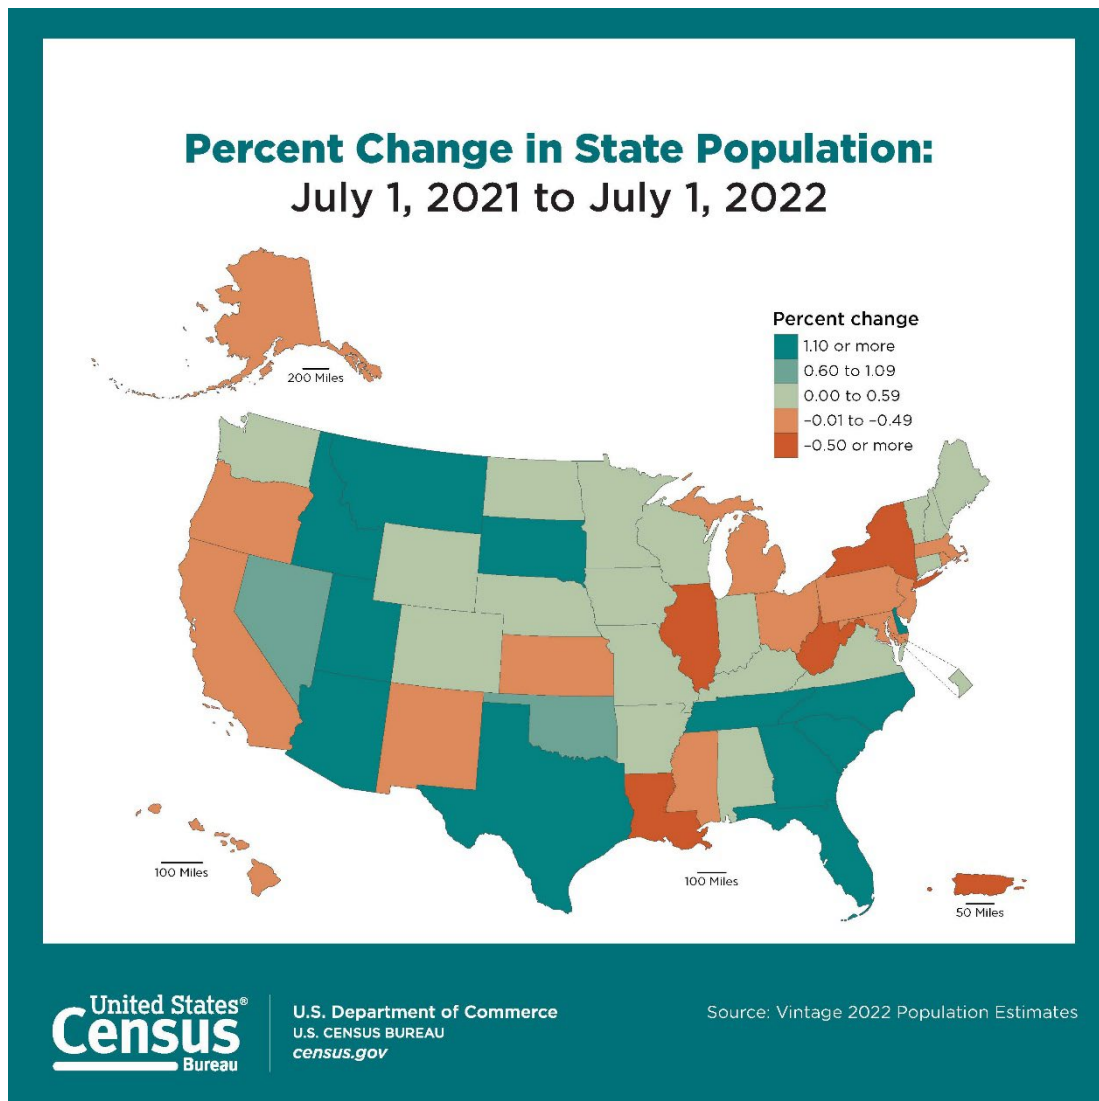 Percent Change in State Population:
July 1, 2021 to July 1, 2022
Percent change
1.10 or more
0.60 to 1.09
0.00 to 0.59
–0.01 to –0.49
–0.50 or more
200 Miles
100 Miles
100 Miles
50 Miles
United States®
Census
Bureau
U.S. Department of Commerce
U.S. CENSUS BUREAU
census.gov
Source: Vintage 2022 Population Estimates